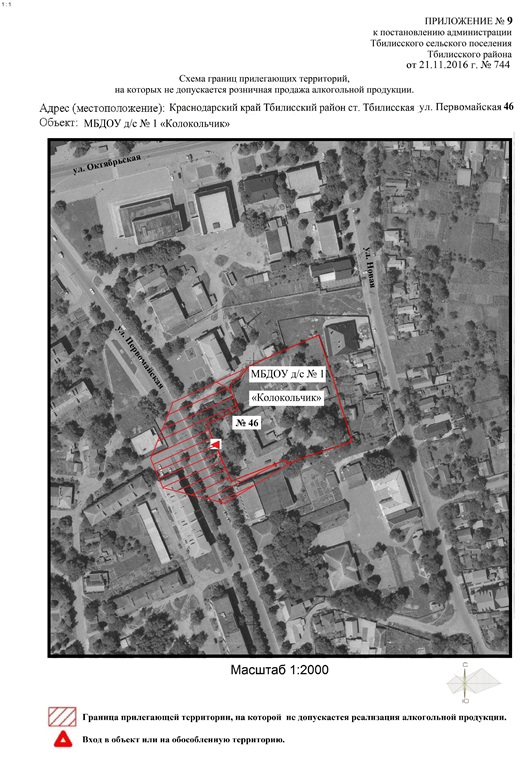 1:1
ПРИЛОЖЕНИЕ № 9
к постановлению администрации
Тбилисского сельского поселения
Тбилисского района
от 21.11.2016 г. № 744
Схема границ прилегающих территорий,
на которых не допускается розничная продажа алкогольной продукции.
Адрес (местоположение): Краснодарский край Тбилисский район ст. Тбилисская ул. Первомайская 46
Объект: МБДОУ д/с № 1 «Колокольчик»
ул. Октябрьская
ул. Новая
ул. Первомайская
МБДОУ д/с № 11
«Колокольчик»
№ 46
Масштаб 1:2000
С
Ю
Граница прилегающей территории, на которой не допускается реализация алкогольной продукции.
Вход в объект или на обособленную территорию.